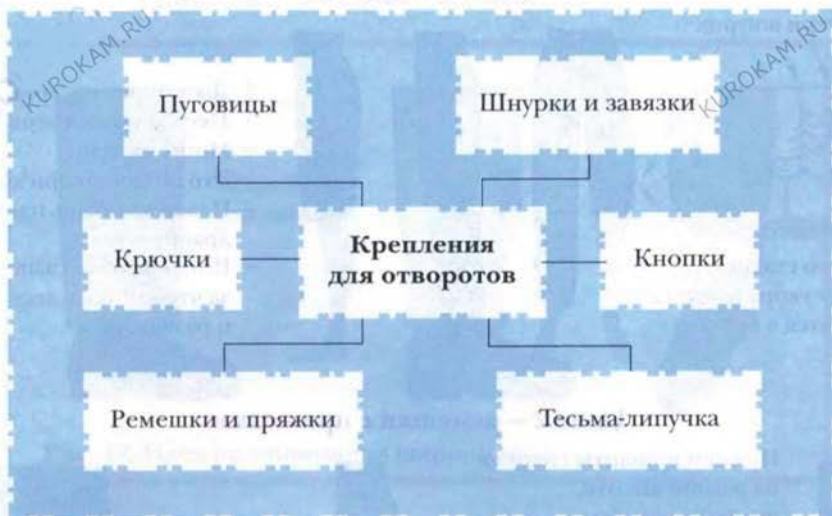 KUROKAM.RU
KUROKAM.RU
Пуговицы
Шнурки и завязки
Крючки
Крепления
для отворотов
Кнопки
Ремешки и пряжки
Тесьма-липучка